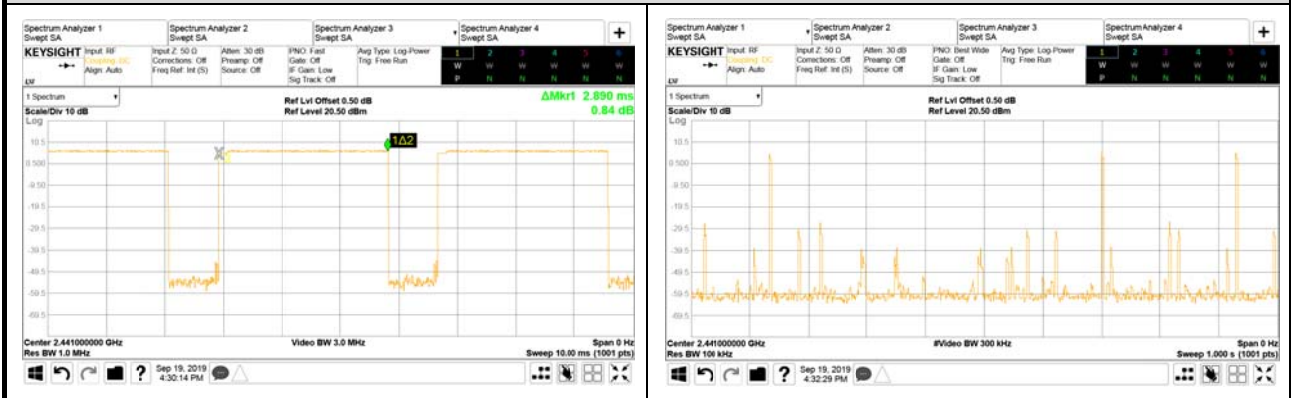 Spectrum Analyzer 1
Swept SA
Spectrum Analyzer 2
Swept SA
Spectrum Analyzer 3
Swept SA
Spectrum Analyzer 4
Swept SA
+
KEYSIGHT
Input: RF
Coupling: DC
Align: Auto
Input Z: 50 Ω
Corrections: Off
Freq Ref: Int (S)
Atten: 30 dB
Preamp: Off
Source: Off
PNO: Fast
Gate: Off
IF Gain: Low
Sig Track: Off
Avg Type: Log-Power
Trig: Free Run
1 2 3 4 5 6
W W W W W W
P N N N N N
LXI
1 Spectrum
Scale/Div 10 dB
Log
Ref Lvl Offset 0.50 dB
Ref Level 20.50 dBm
ΔMkr1 2.890 ms
0.84 dB
10.5
0.500
-9.50
-19.5
-29.5
-39.5
-49.5
-59.5
-69.5
1Δ2
Center 2.441000000 GHz
Res BW 1.0 MHz
Video BW 3.0 MHz
Span 0 Hz
Sweep 10.00 ms (1001 pts)
?
Sep 19, 2019
4:30:14 PM
Spectrum Analyzer 1
Swept SA
Spectrum Analyzer 2
Swept SA
Spectrum Analyzer 3
Swept SA
Spectrum Analyzer 4
Swept SA
+
KEYSIGHT
Input: RF
Coupling: DC
Align: Auto
Input Z: 50 Ω
Corrections: Off
Freq Ref: Int (S)
Atten: 30 dB
Preamp: Off
Source: Off
PNO: Best Wide
Gate: Off
IF Gain: Low
Sig Track: Off
Avg Type: Log-Power
Trig: Free Run
1 2 3 4 5 6
W W W W W W
P N N N N N
LXI
1 Spectrum
Scale/Div 10 dB
Log
Ref Lvl Offset 0.50 dB
Ref Level 20.50 dBm
10.5
0.500
-9.50
-19.5
-29.5
-39.5
-49.5
-59.5
-69.5
Center 2.441000000 GHz
Res BW 100 kHz
#Video BW 300 kHz
Span 0 Hz
Sweep 1.000 s (1001 pts)
?
Sep 19, 2019
4:32:29 PM